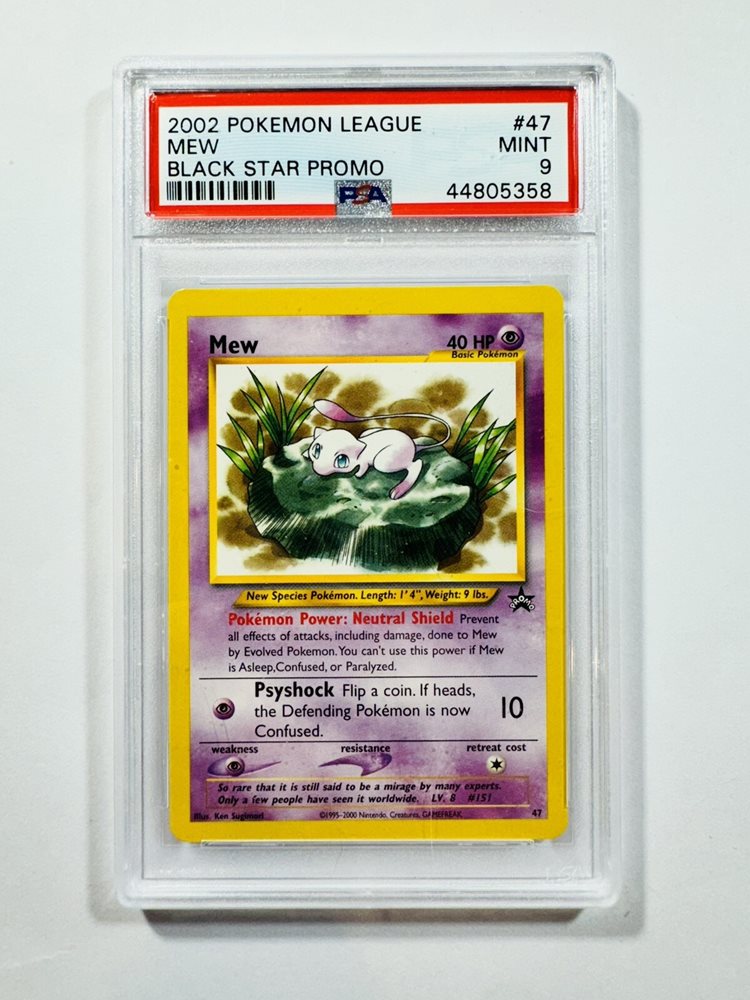 2002 POKEMON LEAGUE #47
MEW MINT
BLACK STAR PROMO 9
PSA 44805358
Mew 40 HP
Basic Pokémon
New Species Pokémon. Length: 1' 4", Weight: 9 lbs.
PROMO
Pokémon Power: Neutral Shield Prevent
all effects of attacks, including damage, done to Mew
by Evolved Pokemon. You can't use this power if Mew
is Asleep,Confused, or Paralyzed.
Psyshock Flip a coin. If heads,
the Defending Pokémon is now 10
Confused.
weakness resistance retreat cost
So rare that it is still said to be a mirage by many experts.
Only a few people have seen it worldwide. LV. 8 #151
Illus. Ken Sugimori ©1995-2000 Nintendo, Creatures, GAMEFREAK 47